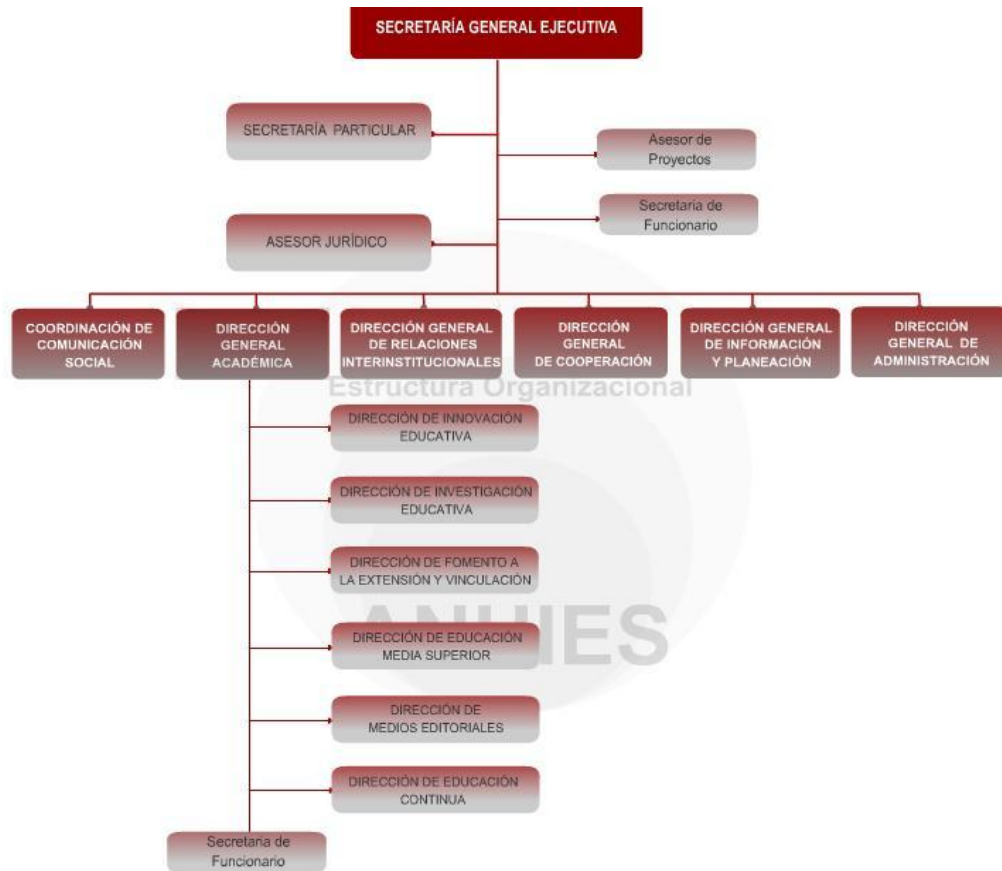 SECRETARÍA GENERAL EJECUTIVA
SECRETARÍA PARTICULAR
Asesor de
Proyectos
Secretaria de
Funcionario
ASESOR JURÍDICO
COORDINACIÓN DE
COMUNICACIÓN
SOCIAL
DIRECCIÓN
GENERAL
ACADÉMICA
DIRECCIÓN GENERAL
DE RELACIONES
INTERINSTITUCIONALES
DIRECCIÓN
GENERAL
DE COOPERACIÓN
DIRECCIÓN GENERAL
DE INFORMACIÓN
Y PLANEACIÓN
DIRECCIÓN
GENERAL DE
ADMINISTRACIÓN
Estructura Organizacional
DIRECCIÓN DE INNOVACIÓN
EDUCATIVA
DIRECCIÓN DE INVESTIGACIÓN
EDUCATIVA
DIRECCIÓN DE FOMENTO A
LA EXTENSIÓN Y VINCULACIÓN
ANUIES
DIRECCIÓN DE EDUCACIÓN
MEDIA SUPERIOR
DIRECCIÓN DE
MEDIOS EDITORIALES
DIRECCIÓN DE EDUCACIÓN
CONTINUA
Secretaria de
Funcionario